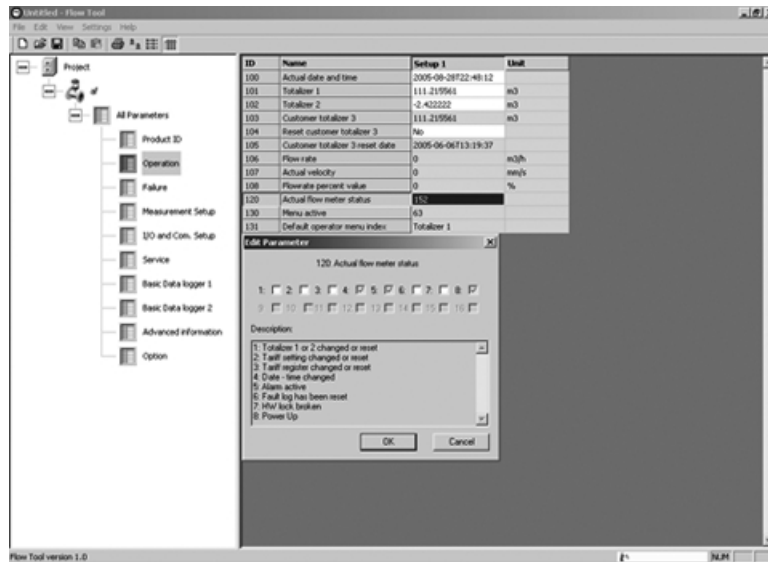 Untitled - Flow Tool
File Edit View Settings Help
Project
of
All Parameters
Product ID
Operation
Failure
Measurement Setup
I/O and Com. Setup
Service
Basic Data logger 1
Basic Data logger 2
Advanced information
Option
ID Name Setup 1 Unit
100 Actual date and time 2005-08-28T22:48:12
101 Totalizer 1 111.215561 m3
102 Totalizer 2 -2.422222 m3
103 Customer totalizer 3 111.215561 m3
104 Reset customer totalizer 3 No
105 Customer totalizer 3 reset date 2005-06-06T13:19:37
106 Flow rate 0 m3/h
107 Actual velocity 0 mm/s
108 Flowrate percent value 0 %
120 Actual flow meter status 152
130 Menu active 63
131 Default operator menu index Totalizer 1
Edit Parameter
120 Actual flow meter status
1: 2: 3: 4: 5: 6: 7: 8:
9 10 11 12 13 14 15 16
Description:
1: Totalizer 1 or 2 changed or reset
2: Tariff setting changed or reset
3: Tariff register changed or reset
4: Date - time changed
5: Alarm active
6: Fault log has been reset
7: HW lock broken
8: Power Up
OK Cancel
Flow Tool version 1.0 NUM